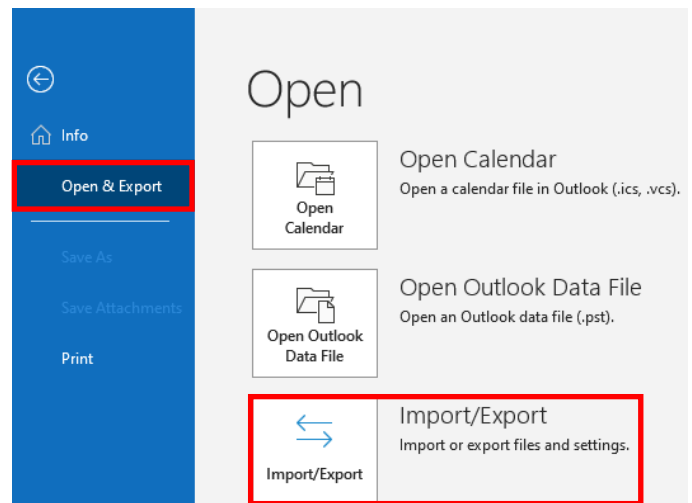 Open
Info
Open & Export
Save As
Save Attachments
Print
Open
Calendar
Open Calendar
Open a calendar file in Outlook (.ics, .vcs).
Open Outlook
Data File
Open Outlook Data File
Open an Outlook data file (.pst).
Import/Export
Import/Export
Import or export files and settings.